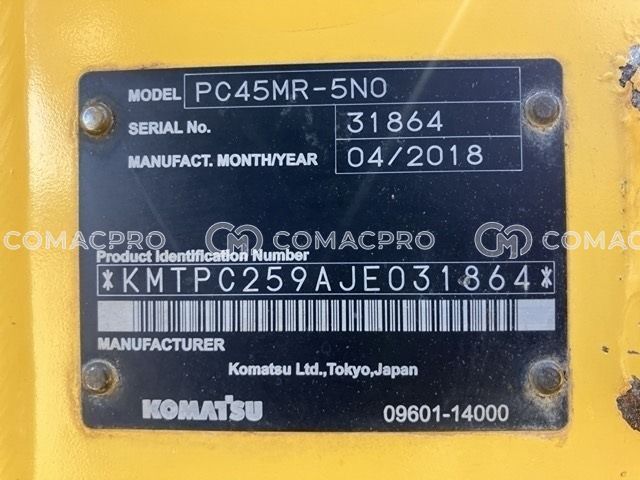 MODEL PC45MR-5N0
SERIAL No. 31864
MANUFACT. MONTH/YEAR 04/2018
COMACPRO COMACPRO COMACPRO
Product Identification Number
*KMTPC259AJE031864*
MANUFACTURER
Komatsu Ltd.,Tokyo,Japan
KOMATSU 09601-14000